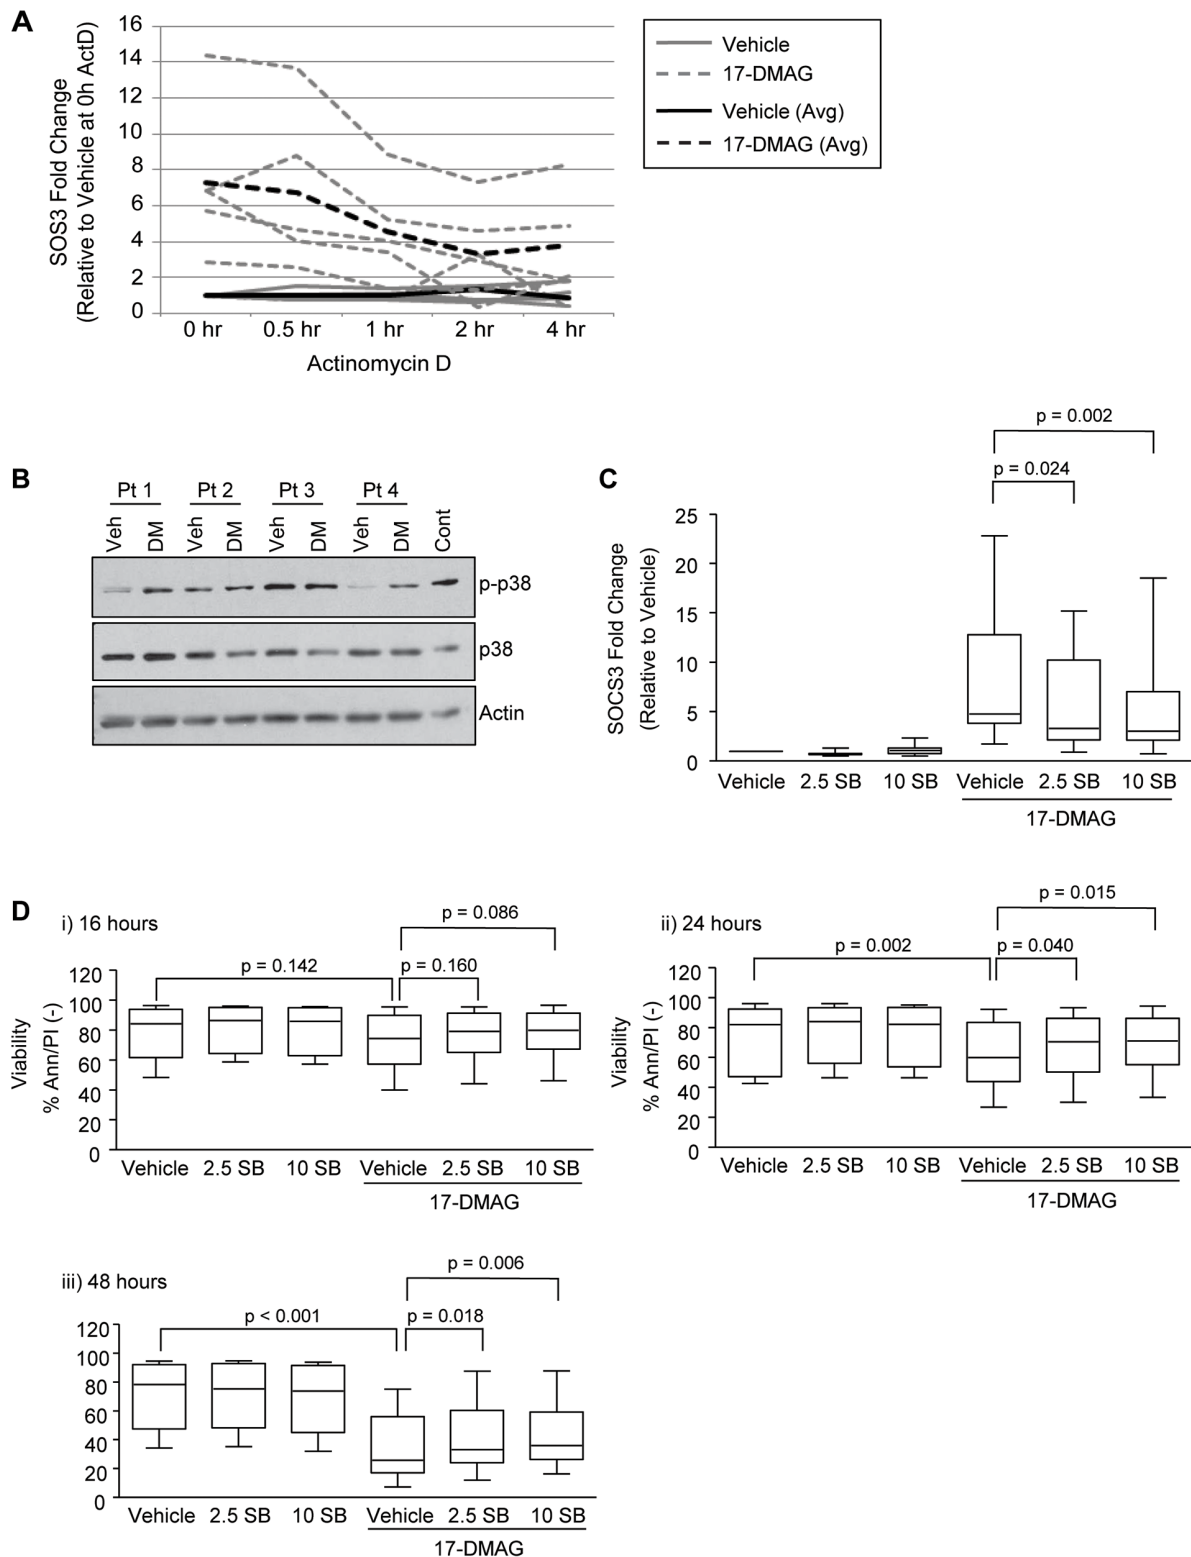 A
SOS3 Fold Change
(Relative to Vehicle at 0h ActD)
16
14
12
10
8
6
4
2
0
0 hr 0.5 hr 1 hr 2 hr 4 hr
Actinomycin D
Vehicle
17-DMAG
Vehicle (Avg)
17-DMAG (Avg)
B
Pt 1 Pt 2 Pt 3 Pt 4
Veh DM Veh DM Veh DM Veh DM Cont
p-p38
p38
Actin
C
p = 0.002
p = 0.024
SOCS3 Fold Change
(Relative to Vehicle)
25
20
15
10
5
0
Vehicle 2.5 SB 10 SB Vehicle 2.5 SB 10 SB
17-DMAG
D
i) 16 hours
p = 0.086
p = 0.142 p = 0.160
Viability
% Ann/PI (-)
120
100
80
60
40
20
0
Vehicle 2.5 SB 10 SB Vehicle 2.5 SB 10 SB
17-DMAG
ii) 24 hours
p = 0.015
p = 0.002 p = 0.040
Viability
% Ann/PI (-)
120
100
80
60
40
20
0
Vehicle 2.5 SB 10 SB Vehicle 2.5 SB 10 SB
17-DMAG
iii) 48 hours
p = 0.006
p < 0.001 p = 0.018
120
100
80
60
40
20
0
Vehicle 2.5 SB 10 SB Vehicle 2.5 SB 10 SB
17-DMAG